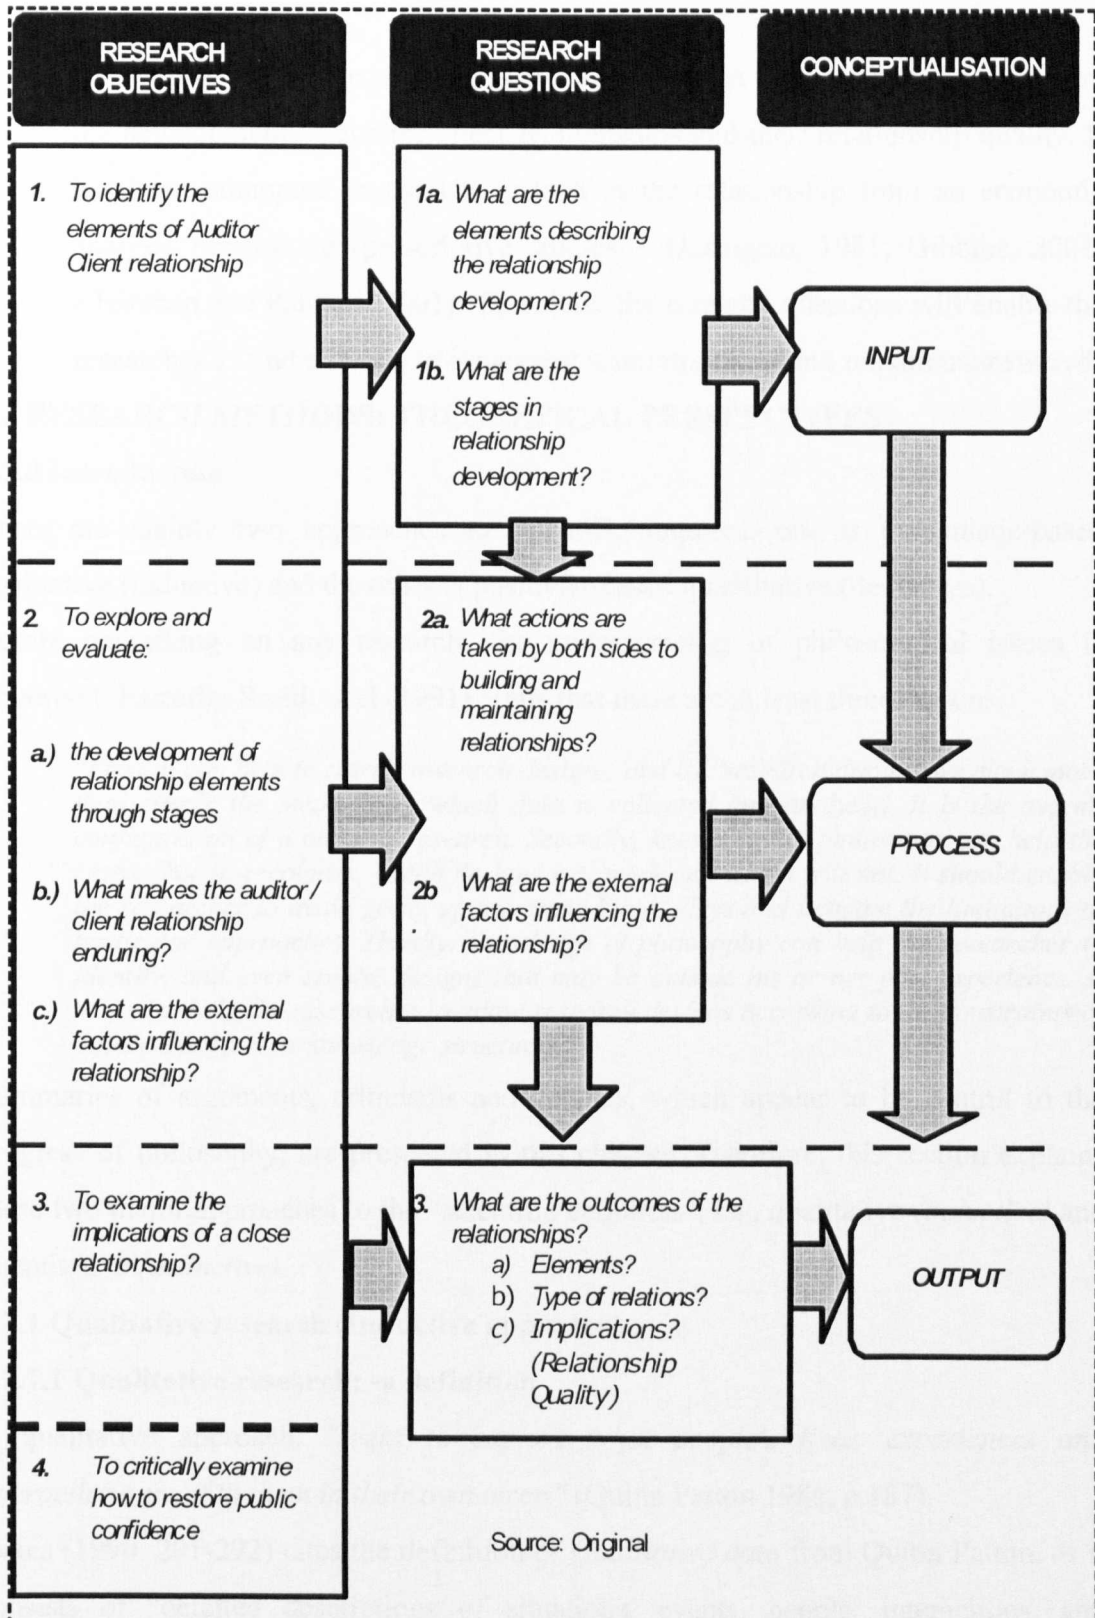 RESEARCH
OBJECTIVES
RESEARCH
QUESTIONS
CONCEPTUALISATION
1. To identify the
elements of Auditor
Client relationship
1a. What are the
elements describing
the relationship
development?
1b. What are the
stages in
relationship
development?
INPUT
2. To explore and
evaluate:
a.) the development of
relationship elements
through stages
b.) What makes the auditor /
client relationship
enduring?
c.) What are the external
factors influencing the
relationship?
2a. What actions are
taken by both sides to
building and
maintaining
relationships?
2b What are the external
. factors influencing the
relationship?
PROCESS
3. To examine the
implications of a close
relationship?
3. What are the outcomes of the
relationships?
a) Elements?
b) Type of relations?
c) Implications?
(Relationship
Quality)
OUTPUT
4. To critically examine
how to restore public
confidence
Source: Original